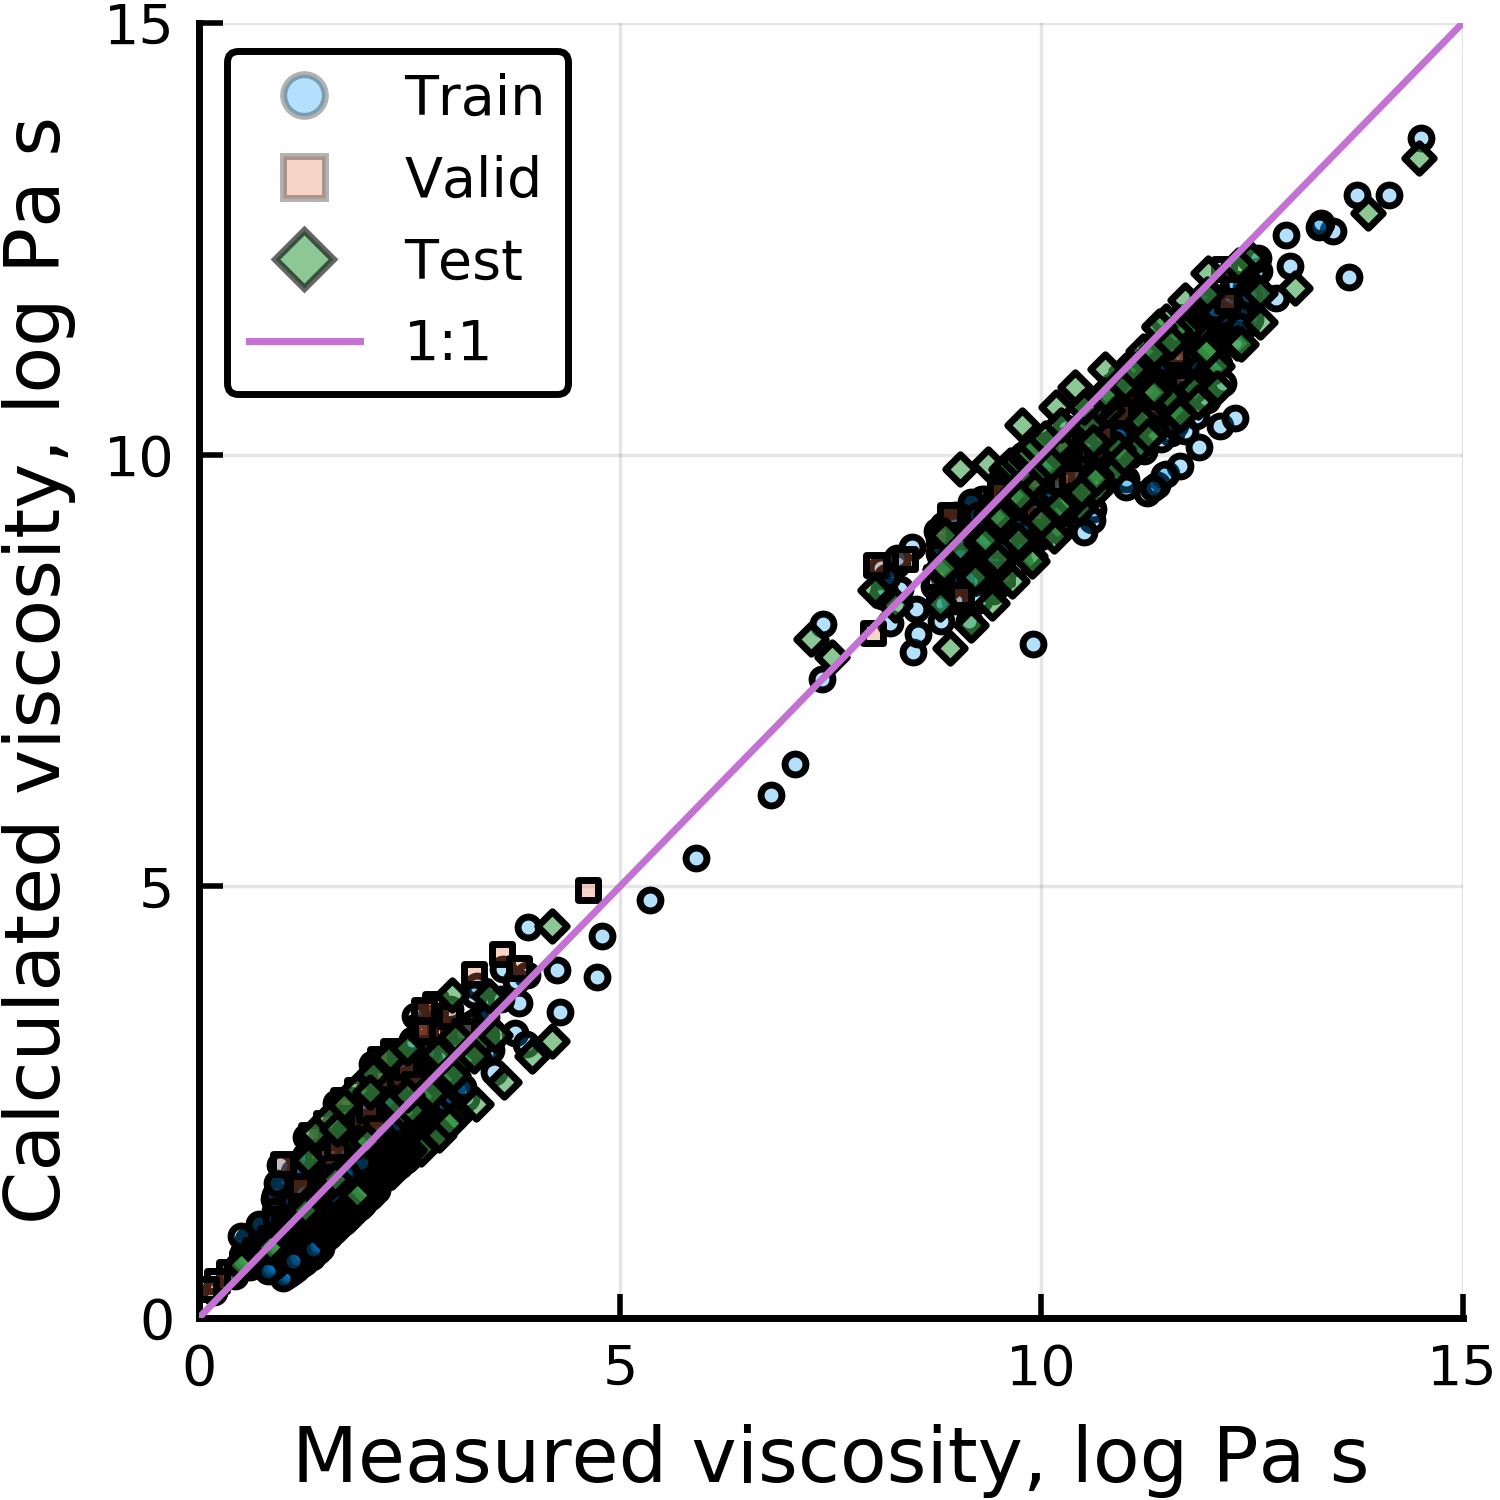 Calculated viscosity, log Pa s
15
10
5
0
Train
Valid
Test
1:1
0 5 10 15
Measured viscosity, log Pa s